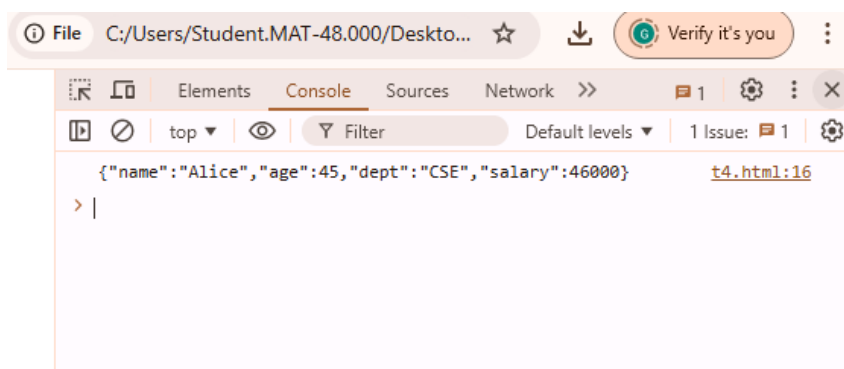 File C:/Users/Student.MAT-48.000/Deskto... G Verify it's you
Elements Console Sources Network 1
top Filter Default levels 1 Issue: 1
{"name":"Alice","age":45,"dept":"CSE","salary":46000} t4.html:16